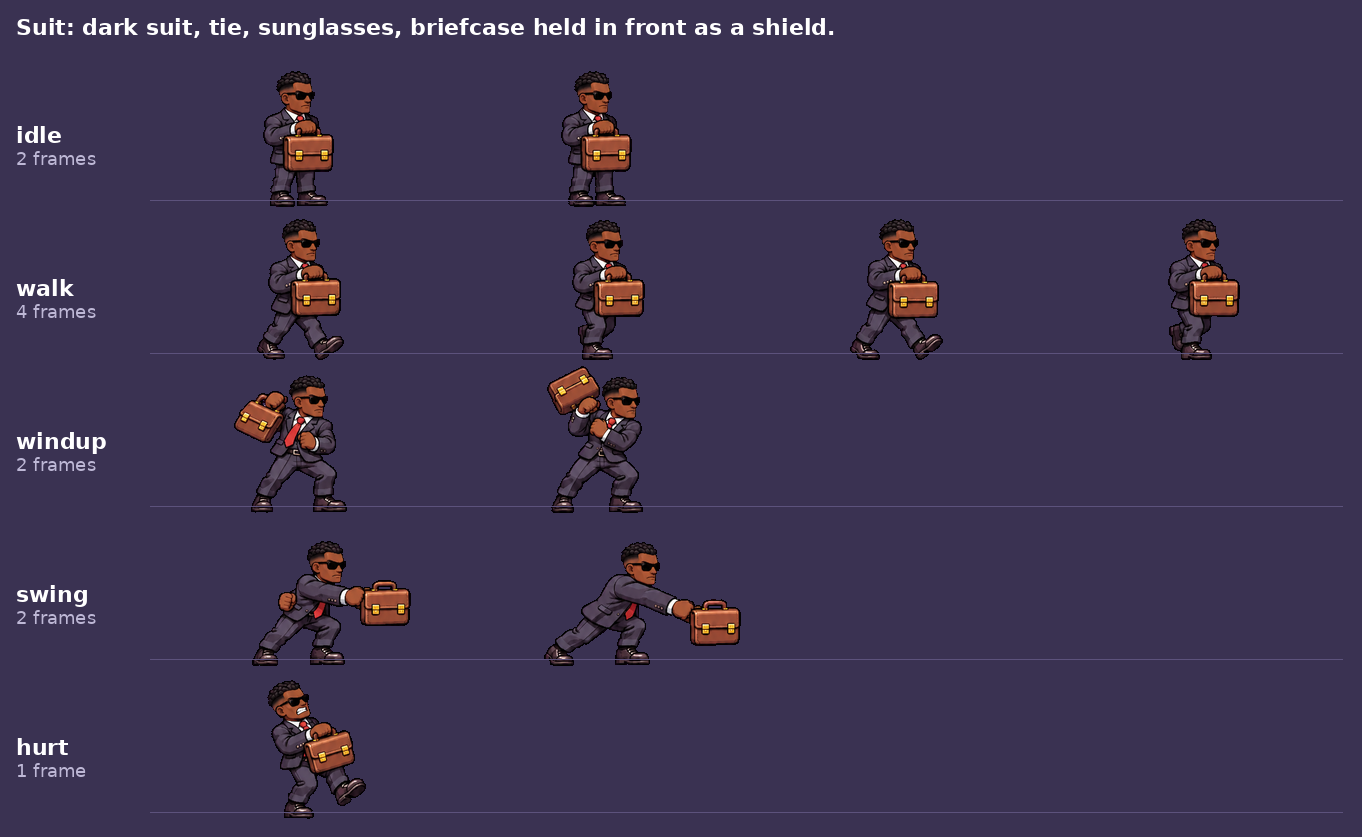 Suit: dark suit, tie, sunglasses, briefcase held in front as a shield.
idle
2 frames
walk
4 frames
windup
2 frames
swing
2 frames
hurt
1 frame